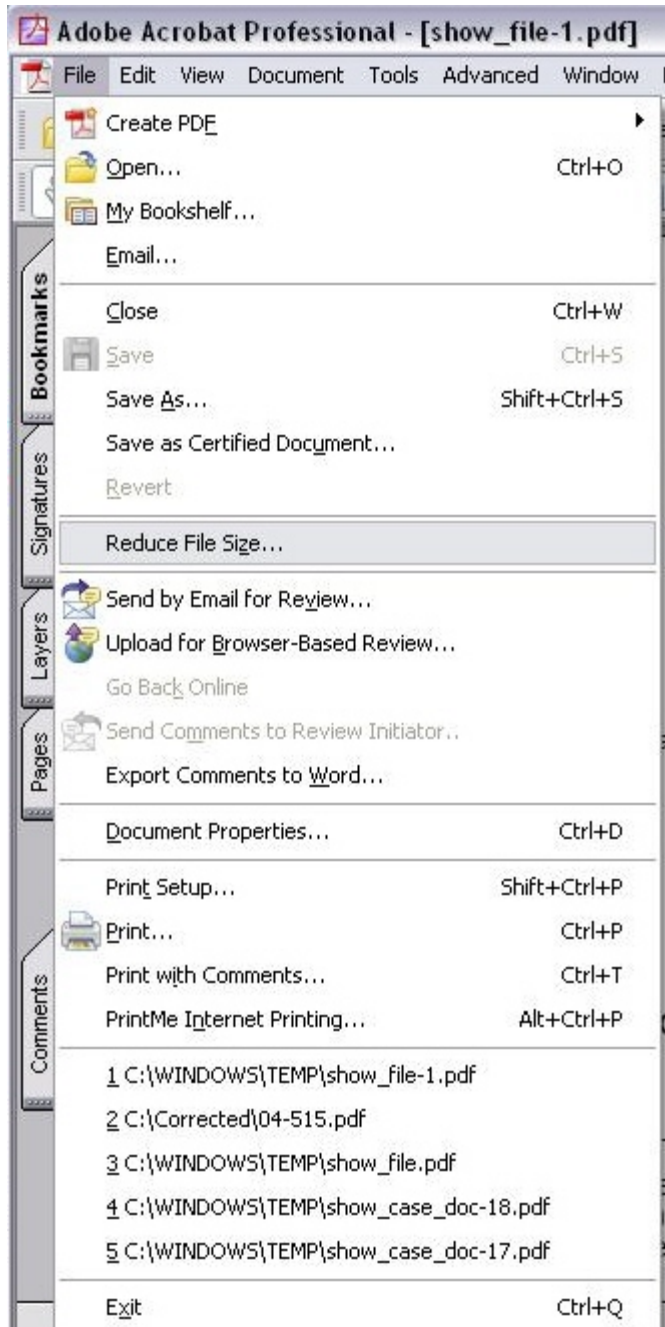 Adobe Acrobat Professional - [show_file-1.pdf]
File Edit View Document Tools Advanced Window
Create PDF
Open... Ctrl+O
My Bookshelf...
Email...
Close Ctrl+W
Save Ctrl+S
Save As... Shift+Ctrl+S
Save as Certified Document...
Revert
Reduce File Size...
Send by Email for Review...
Upload for Browser-Based Review...
Go Back Online
Send Comments to Review Initiator..
Export Comments to Word...
Document Properties... Ctrl+D
Print Setup... Shift+Ctrl+P
Print... Ctrl+P
Print with Comments... Ctrl+T
PrintMe Internet Printing... Alt+Ctrl+P
1 C:\WINDOWS\TEMP\show_file-1.pdf
2 C:\Corrected\04-515.pdf
3 C:\WINDOWS\TEMP\show_file.pdf
4 C:\WINDOWS\TEMP\show_case_doc-18.pdf
5 C:\WINDOWS\TEMP\show_case_doc-17.pdf
Exit Ctrl+Q
Bookmarks
Signatures
Layers
Pages
Comments